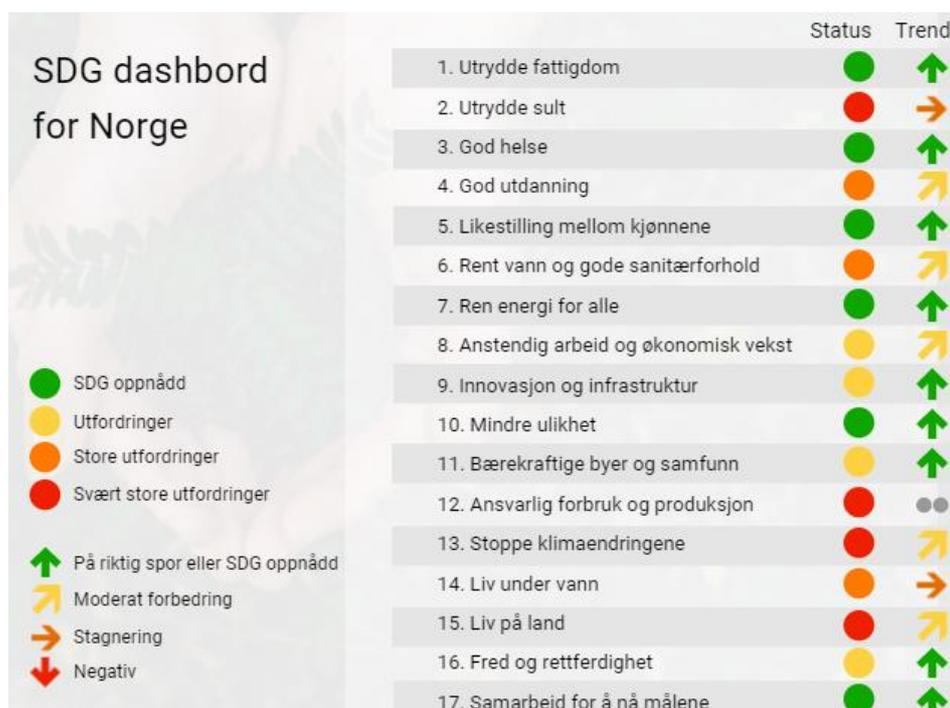 Status Trend
SDG dashbord
for Norge
1. Utrydde fattigdom
2. Utrydde sult
3. God helse
4. God utdanning
5. Likestilling mellom kjønnene
6. Rent vann og gode sanitærforhold
7. Ren energi for alle
8. Anstendig arbeid og økonomisk vekst
9. Innovasjon og infrastruktur
10. Mindre ulikhet
11. Bærekraftige byer og samfunn
12. Ansvarlig forbruk og produksjon
13. Stoppe klimaendringene
14. Liv under vann
15. Liv på land
16. Fred og rettferdighet
17. Samarbeid for å nå målene
SDG oppnådd
Utfordringer
Store utfordringer
Svært store utfordringer
På riktig spor eller SDG oppnådd
Moderat forbedring
Stagnering
Negativ